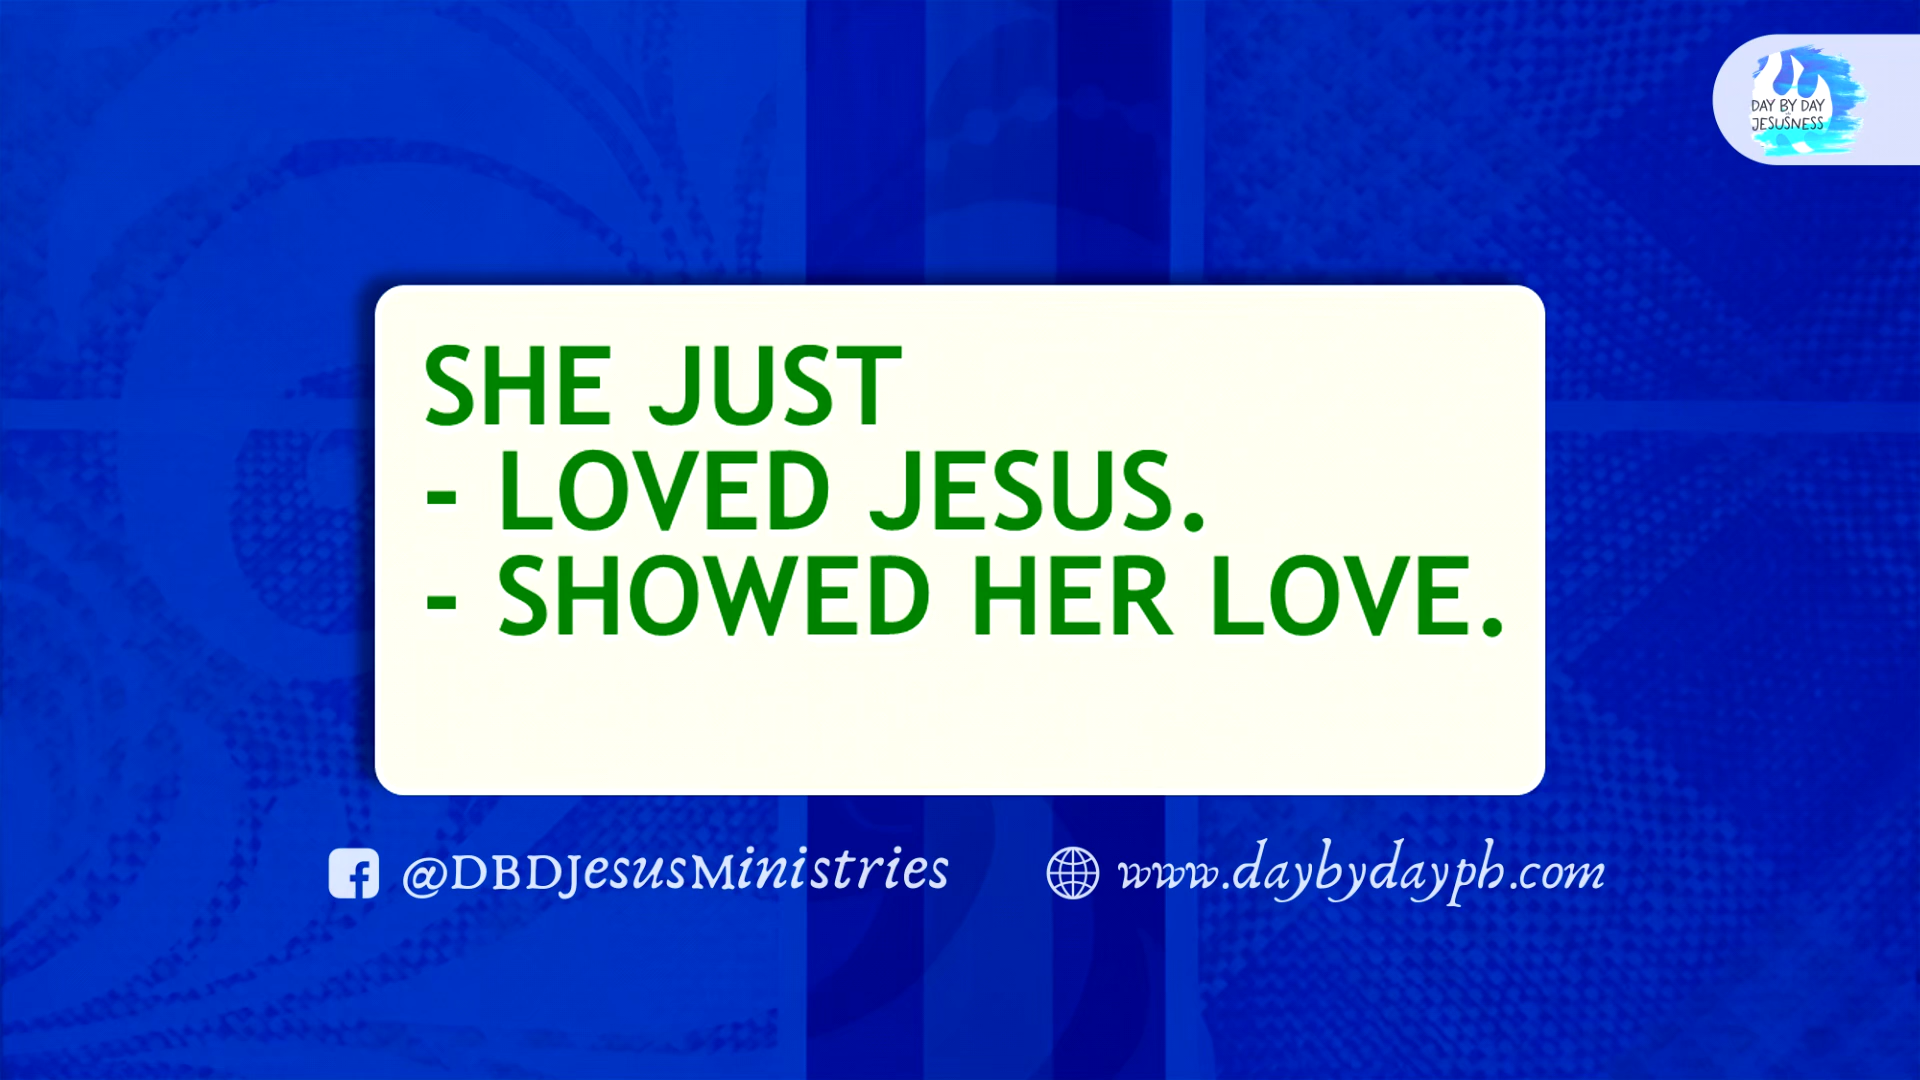 DAY BY DAY
JESUSNESS
SHE JUST
- LOVED JESUS.
- SHOWED HER LOVE.
@DBDJesusMinistries
www.daybydayph.com